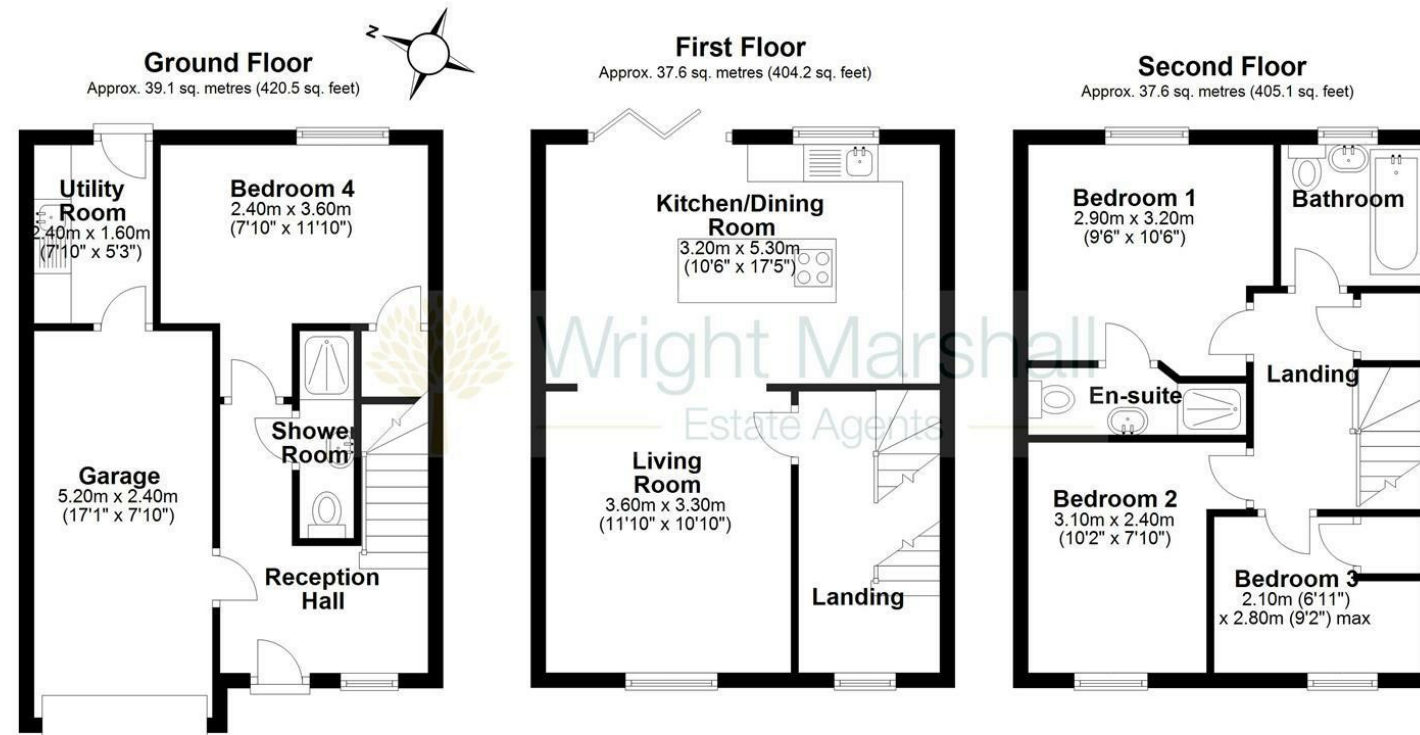 N
Ground Floor
Approx. 39.1 sq. metres (420.5 sq. feet)
Utility
Room
2.40m x 1.60m
(7'10" x 5'3")
Bedroom 4
2.40m x 3.60m
(7'10" x 11'10")
Shower
Room
Garage
5.20m x 2.40m
(17'1" x 7'10")
Reception
Hall
First Floor
Approx. 37.6 sq. metres (404.2 sq. feet)
Kitchen/Dining
Room
3.20m x 5.30m
(10'6" x 17'5")
Living
Room
3.60m x 3.30m
(11'10" x 10'10")
Landing
Second Floor
Approx. 37.6 sq. metres (405.1 sq. feet)
Bedroom 1
2.90m x 3.20m
(9'6" x 10'6")
Bathroom
Landing
En-suite
Bedroom 2
3.10m x 2.40m
(10'2" x 7'10")
Bedroom 3
2.10m (6'11")
x 2.80m (9'2") max
Wright Marshall
Estate Agents